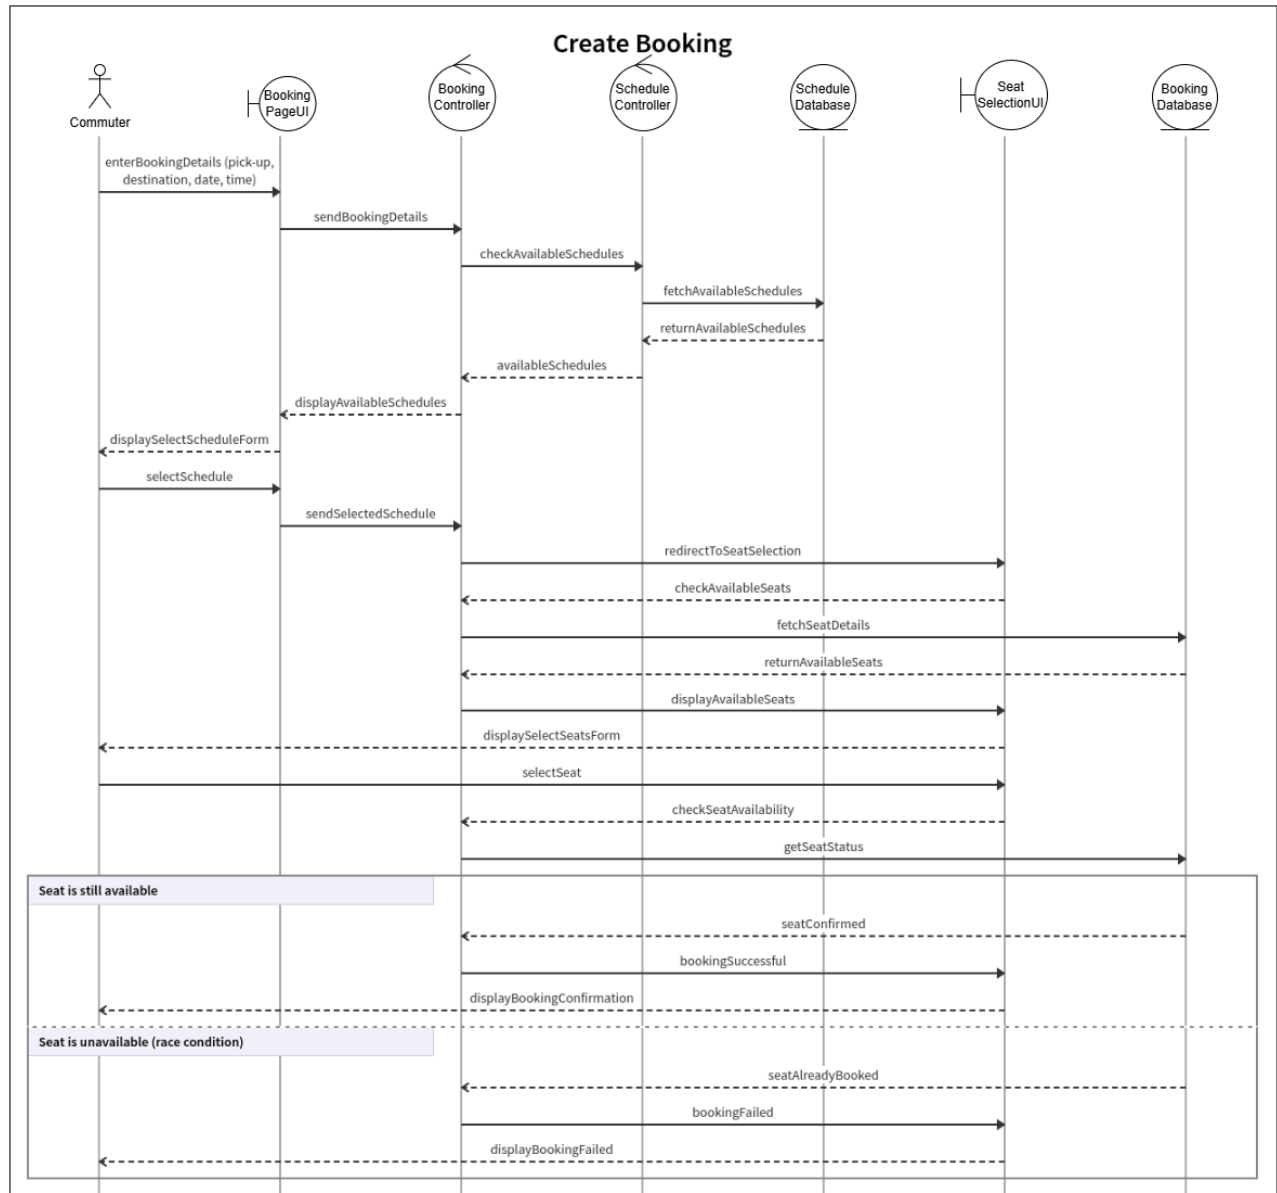 Create Booking
Commuter
Booking
PageUI
Booking
Controller
Schedule
Controller
Schedule
Database
Seat
SelectionUI
Booking
Database
enterBookingDetails (pick-up,
destination, date, time)
sendBookingDetails
checkAvailableSchedules
fetchAvailableSchedules
returnAvailableSchedules
availableSchedules
displayAvailableSchedules
displaySelectScheduleForm
selectSchedule
sendSelectedSchedule
redirectToSeatSelection
checkAvailableSeats
fetchSeatDetails
returnAvailableSeats
displayAvailableSeats
displaySelectSeatsForm
selectSeat
checkSeatAvailability
getSeatStatus
Seat is still available
seatConfirmed
bookingSuccessful
displayBookingConfirmation
Seat is unavailable (race condition)
seatAlreadyBooked
bookingFailed
displayBookingFailed